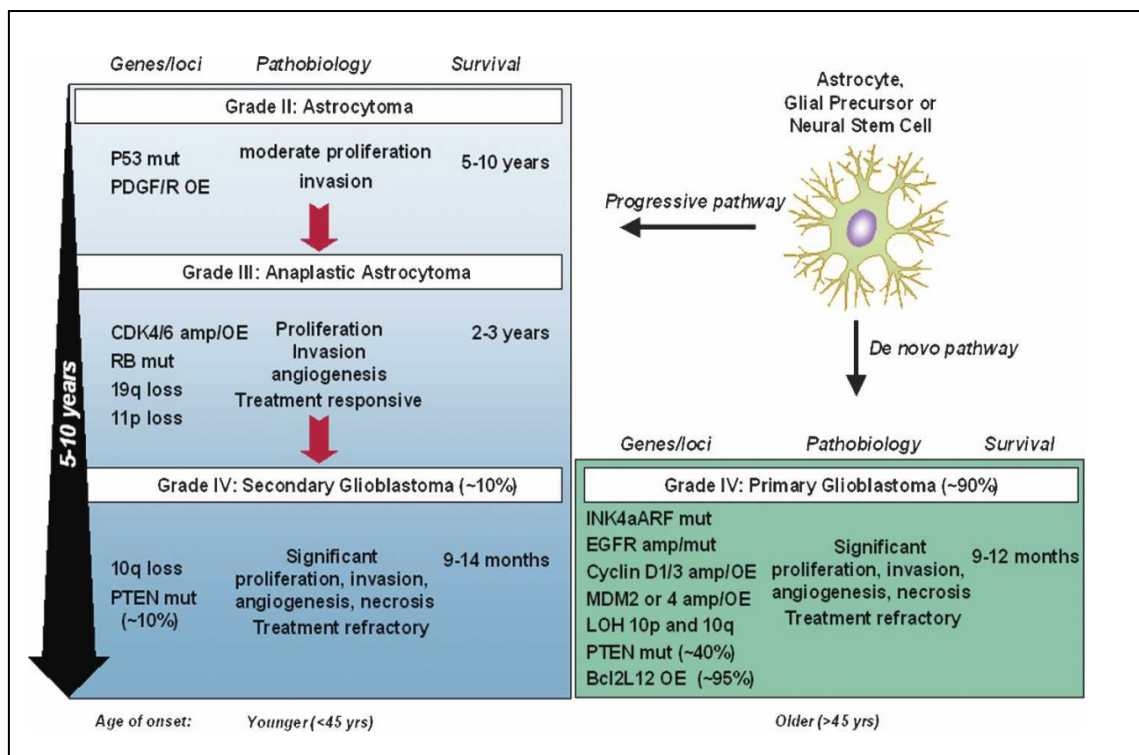 Genes/loci Pathobiology Survival
Grade II: Astrocytoma
P53 mut
PDGF/R OE
moderate proliferation
invasion
5-10 years
Grade III: Anaplastic Astrocytoma
CDK4/6 amp/OE
RB mut
19q loss
11p loss
Proliferation
Invasion
angiogenesis
Treatment responsive
2-3 years
Grade IV: Secondary Glioblastoma (~10%)
10q loss
PTEN mut
(~10%)
Significant
proliferation, invasion,
angiogenesis, necrosis
Treatment refractory
9-14 months
5-10 years
Age of onset: Younger (<45 yrs)
Astrocyte,
Glial Precursor or
Neural Stem Cell
Progressive pathway
De novo pathway
Genes/loci Pathobiology Survival
Grade IV: Primary Glioblastoma (~90%)
INK4aARF mut
EGFR amp/mut
Cyclin D1/3 amp/OE
MDM2 or 4 amp/OE
LOH 10p and 10q
PTEN mut (~40%)
Bcl2L12 OE (~95%)
Significant
proliferation, invasion,
angiogenesis, necrosis
Treatment refractory
9-12 months
Older (>45 yrs)